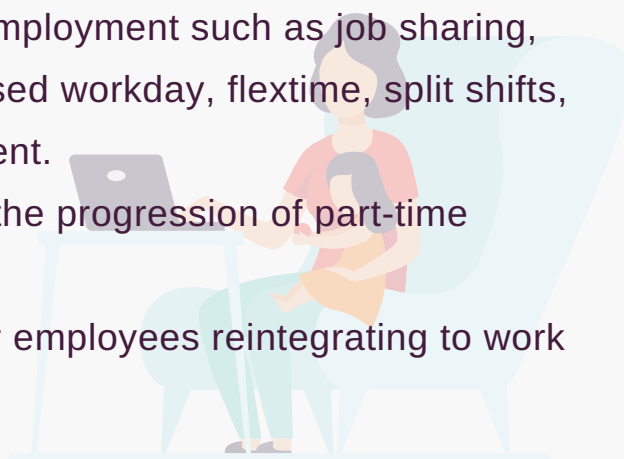 mployment such as job sharing,
sed workday, flextime, split shifts,
ent.
the progression of part-time
employees reintegrating to work